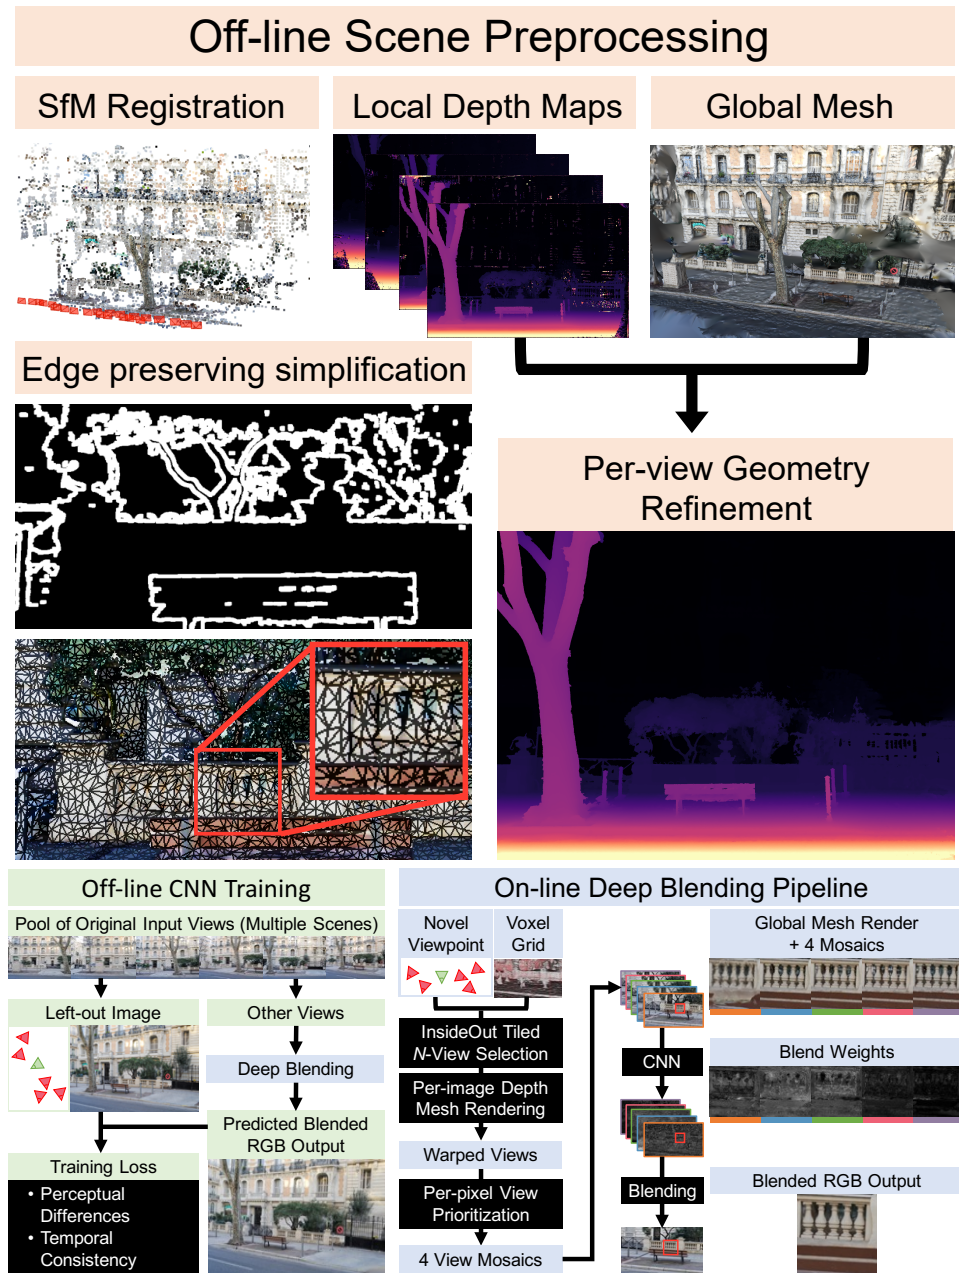 Off-line Scene Preprocessing
SfM Registration
Local Depth Maps
Global Mesh
Edge preserving simplification
Per-view Geometry
Refinement
Off-line CNN Training
Pool of Original Input Views (Multiple Scenes)
Left-out Image
Other Views
Deep Blending
Predicted Blended
RGB Output
Training Loss
• Perceptual
Differences
• Temporal
Consistency
On-line Deep Blending Pipeline
Novel
Viewpoint
Voxel
Grid
InsideOut Tiled
N-View Selection
Per-image Depth
Mesh Rendering
Warped Views
Per-pixel View
Prioritization
4 View Mosaics
CNN
Blending
Global Mesh Render
+ 4 Mosaics
Blend Weights
Blended RGB Output